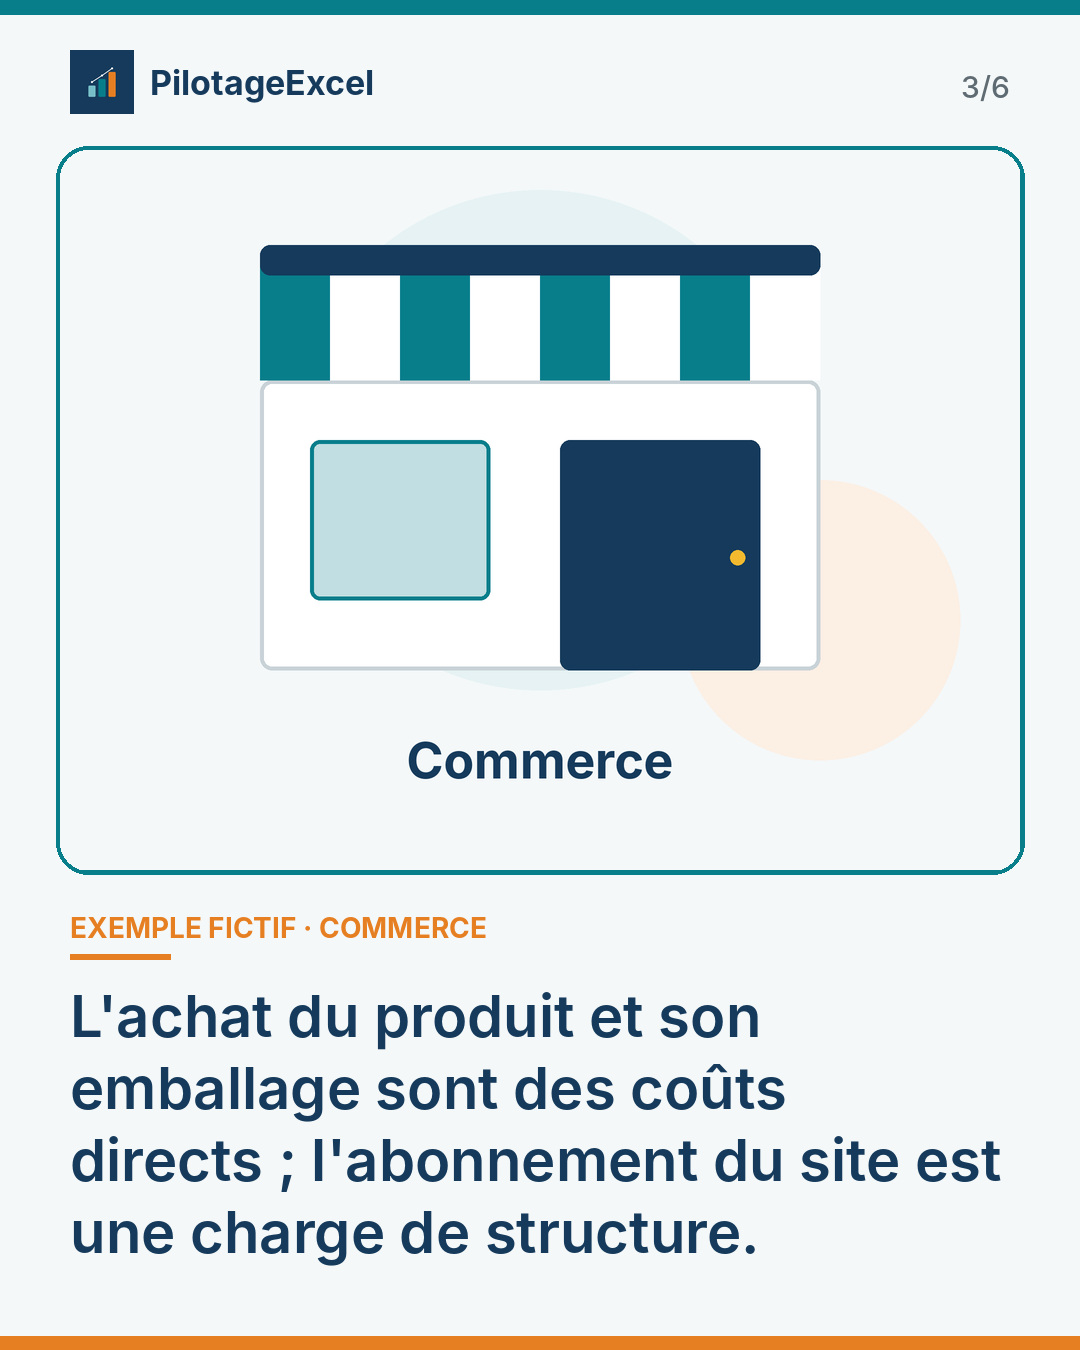 PilotageExcel
3/6
Commerce
EXEMPLE FICTIF · COMMERCE
L'achat du produit et son
emballage sont des coûts
directs ; l'abonnement du site est
une charge de structure.